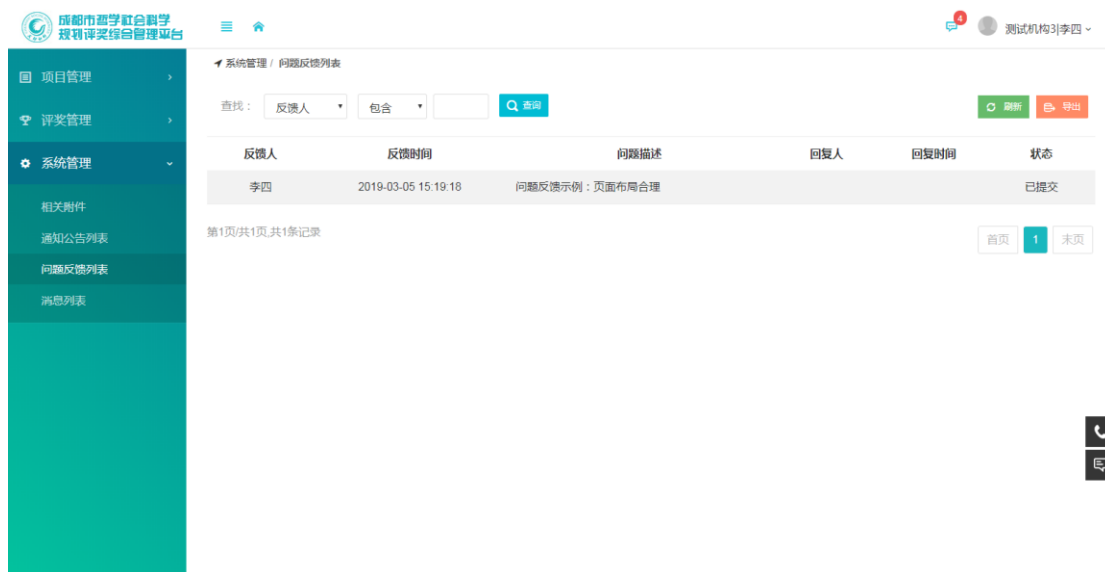 成都市哲学社会科学
规划评奖综合管理平台
4
测试机构3|李四
项目管理
评奖管理
系统管理
相关附件
通知公告列表
问题反馈列表
消息列表
系统管理 / 问题反馈列表
查找： 反馈人 包含 查询 刷新 导出
反馈人 反馈时间 问题描述 回复人 回复时间 状态
李四 2019-03-05 15:19:18 问题反馈示例：页面布局合理 已提交
第1页/共1页,共1条记录 首页 1 末页